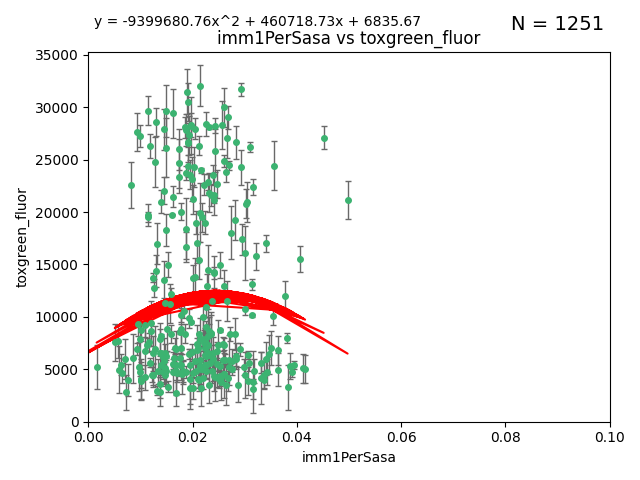 y = -9399680.76x^2 + 460718.73x + 6835.67
N = 1251
imm1PerSasa vs toxgreen_fluor
35000
30000
25000
20000
15000
10000
5000
0
toxgreen_fluor
0.00 0.02 0.04 0.06 0.08 0.10
imm1PerSasa